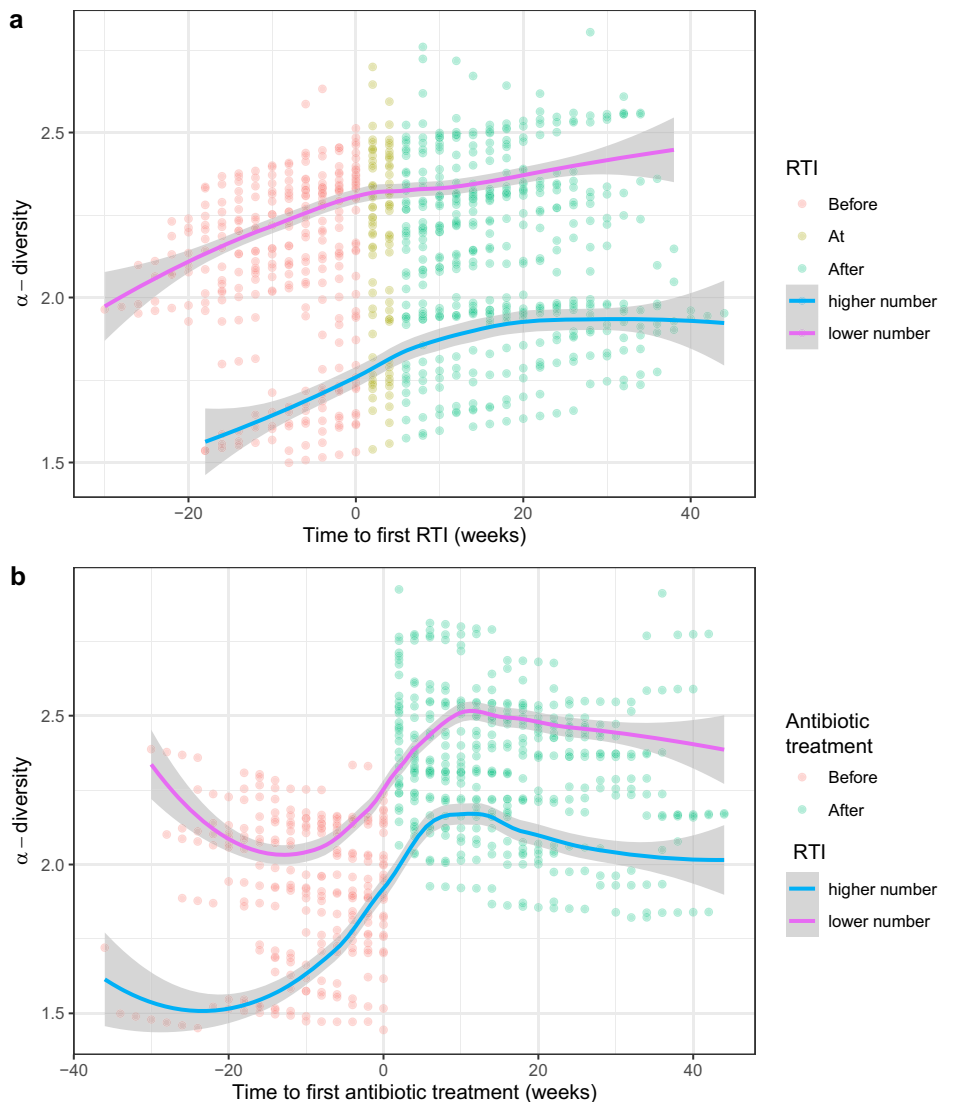 a
2.5
2.0
1.5
α − diversity
−20
0
20
40
Time to first RTI (weeks)
RTI
Before
At
After
higher number
lower number
b
2.5
2.0
1.5
α − diversity
−40
−20
0
20
40
Time to first antibiotic treatment (weeks)
Antibiotic
treatment
Before
After
RTI
higher number
lower number